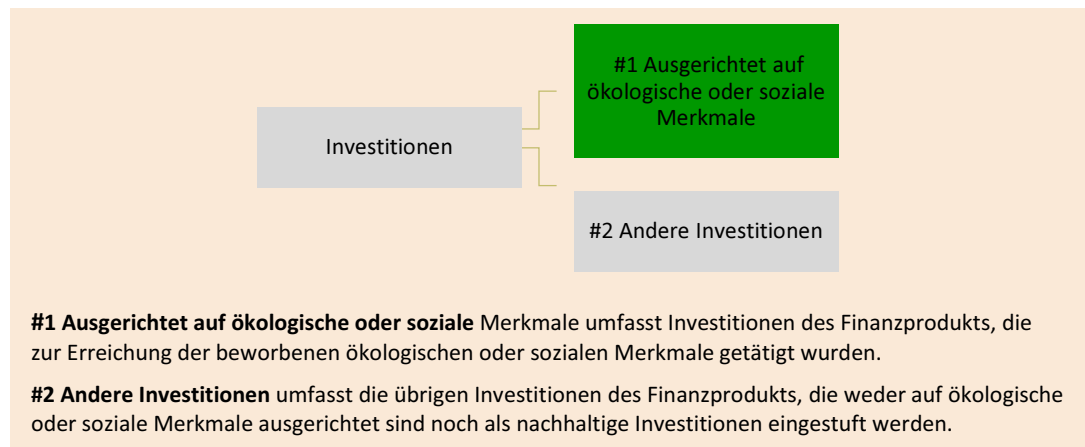 #1 Ausgerichtet auf
ökologische oder soziale
Merkmale
Investitionen
#2 Andere Investitionen
#1 Ausgerichtet auf ökologische oder soziale Merkmale umfasst Investitionen des Finanzprodukts, die
zur Erreichung der beworbenen ökologischen oder sozialen Merkmale getätigt wurden.
#2 Andere Investitionen umfasst die übrigen Investitionen des Finanzprodukts, die weder auf ökologische
oder soziale Merkmale ausgerichtet sind noch als nachhaltige Investitionen eingestuft werden.